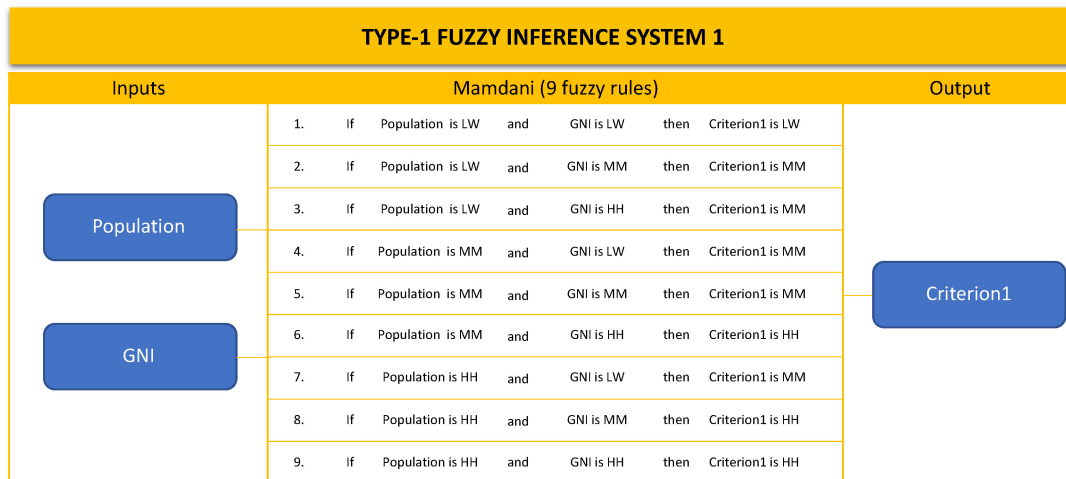 TYPE-1 FUZZY INFERENCE SYSTEM 1
Inputs Mamdani (9 fuzzy rules) Output
1. If Population is LW and GNI is LW then Criterion1 is LW
2. If Population is LW and GNI is MM then Criterion1 is MM
3. If Population is LW and GNI is HH then Criterion1 is MM
Population
4. If Population is MM and GNI is LW then Criterion1 is MM
5. If Population is MM and GNI is MM then Criterion1 is MM
Criterion1
6. If Population is MM and GNI is HH then Criterion1 is HH
GNI
7. If Population is HH and GNI is LW then Criterion1 is MM
8. If Population is HH and GNI is MM then Criterion1 is HH
9. If Population is HH and GNI is HH then Criterion1 is HH